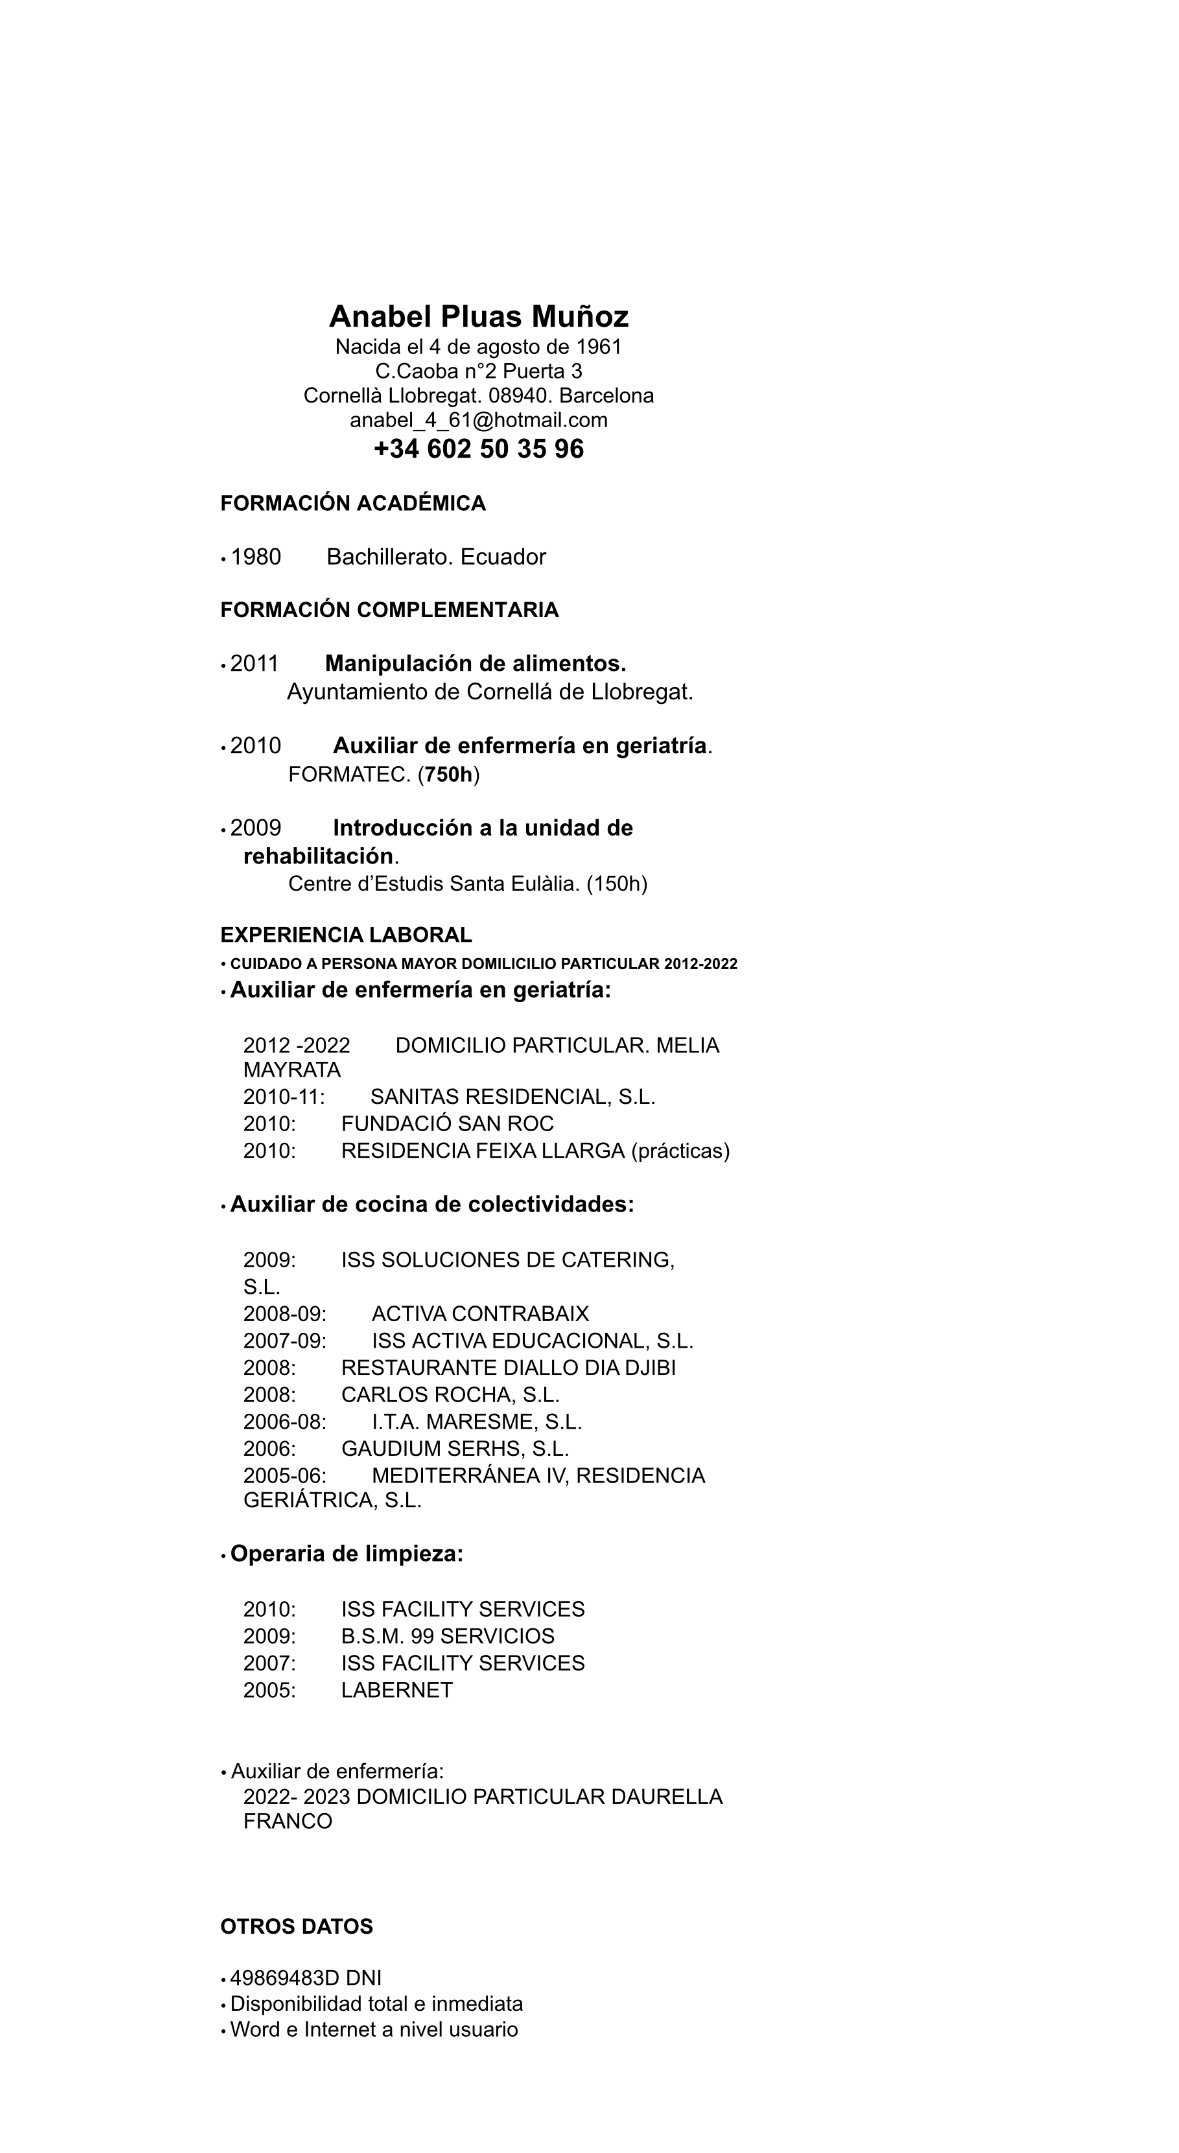 Anabel Pluas Muñoz
Nacida el 4 de agosto de 1961
C.Caoba n°2 Puerta 3
Cornellà Llobregat. 08940. Barcelona
anabel_4_61@hotmail.com
+34 602 50 35 96
FORMACIÓN ACADÉMICA
• 1980 Bachillerato. Ecuador
FORMACIÓN COMPLEMENTARIA
• 2011 Manipulación de alimentos.
Ayuntamiento de Cornellá de Llobregat.
• 2010 Auxiliar de enfermería en geriatría.
FORMATEC. (750h)
• 2009 Introducción a la unidad de
rehabilitación.
Centre d’Estudis Santa Eulàlia. (150h)
EXPERIENCIA LABORAL
• CUIDADO A PERSONA MAYOR DOMILICILIO PARTICULAR 2012-2022
• Auxiliar de enfermería en geriatría:
2012 -2022 DOMICILIO PARTICULAR. MELIA
MAYRATA
2010-11: SANITAS RESIDENCIAL, S.L.
2010: FUNDACIÓ SAN ROC
2010: RESIDENCIA FEIXA LLARGA (prácticas)
• Auxiliar de cocina de colectividades:
2009: ISS SOLUCIONES DE CATERING,
S.L.
2008-09: ACTIVA CONTRABAIX
2007-09: ISS ACTIVA EDUCACIONAL, S.L.
2008: RESTAURANTE DIALLO DIA DJIBI
2008: CARLOS ROCHA, S.L.
2006-08: I.T.A. MARESME, S.L.
2006: GAUDIUM SERHS, S.L.
2005-06: MEDITERRÁNEA IV, RESIDENCIA
GERIÁTRICA, S.L.
• Operaria de limpieza:
2010: ISS FACILITY SERVICES
2009: B.S.M. 99 SERVICIOS
2007: ISS FACILITY SERVICES
2005: LABERNET
• Auxiliar de enfermería:
2022- 2023 DOMICILIO PARTICULAR DAURELLA
FRANCO
OTROS DATOS
• 49869483D DNI
• Disponibilidad total e inmediata
• Word e Internet a nivel usuario